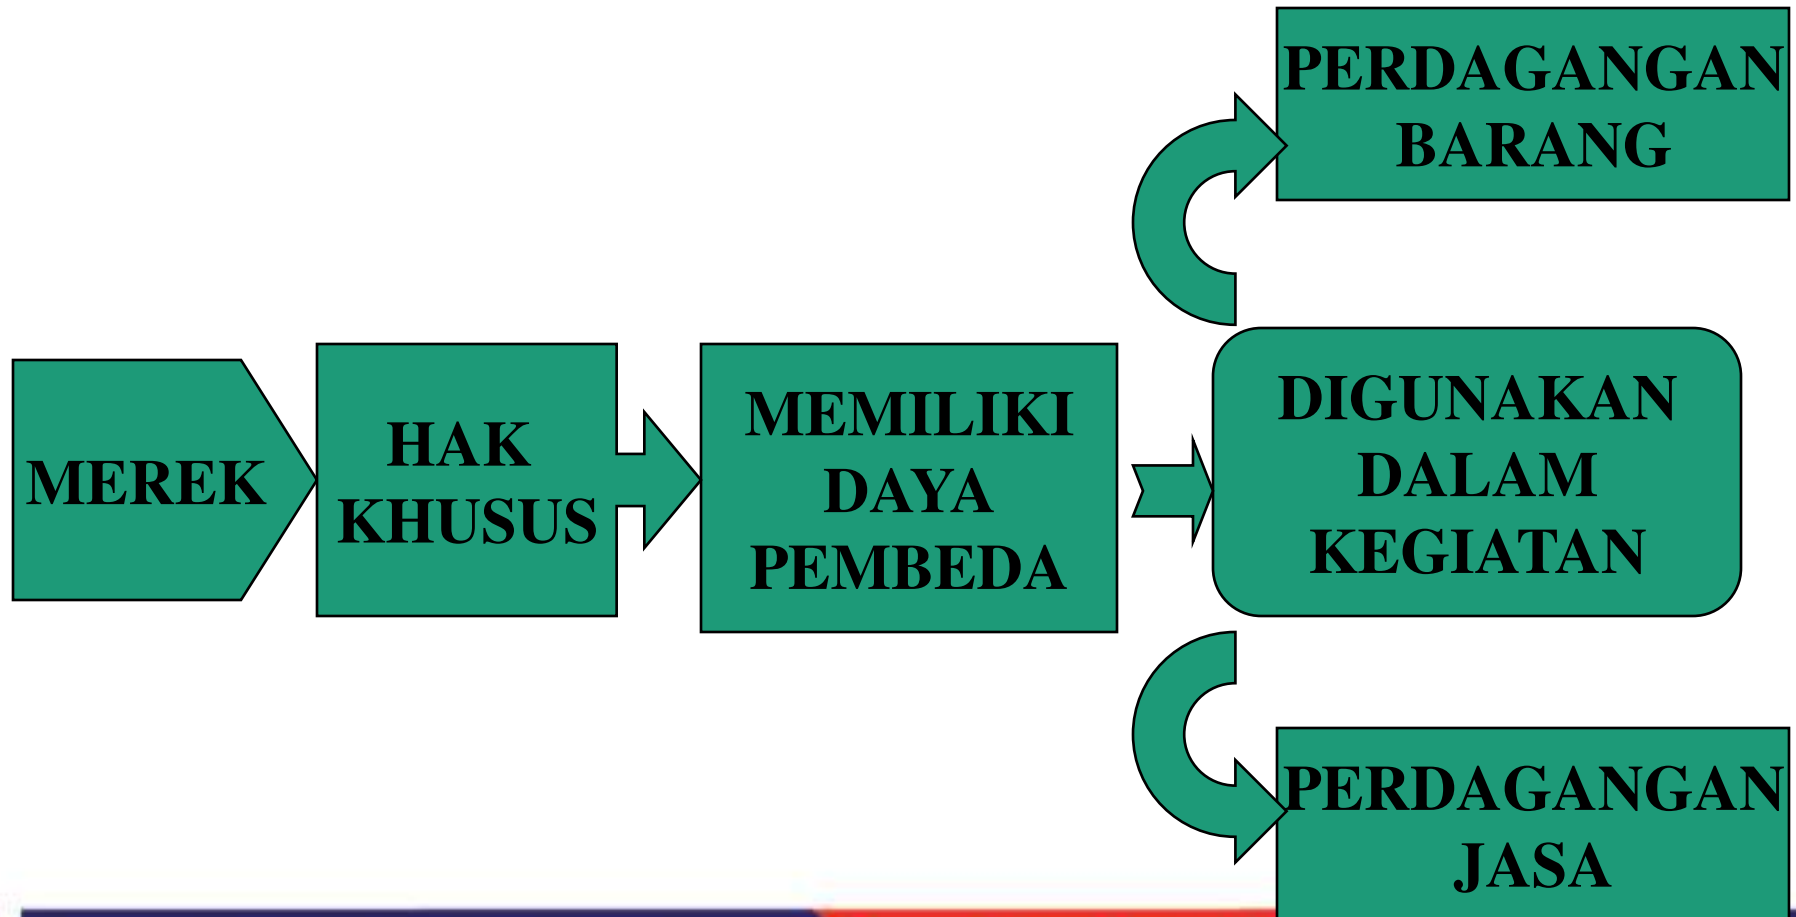 MEREK
HAK
KHUSUS
MEMILIKI
DAYA
PEMBEDA
DIGUNAKAN
DALAM
KEGIATAN
PERDAGANGAN
BARANG
PERDAGANGAN
JASA